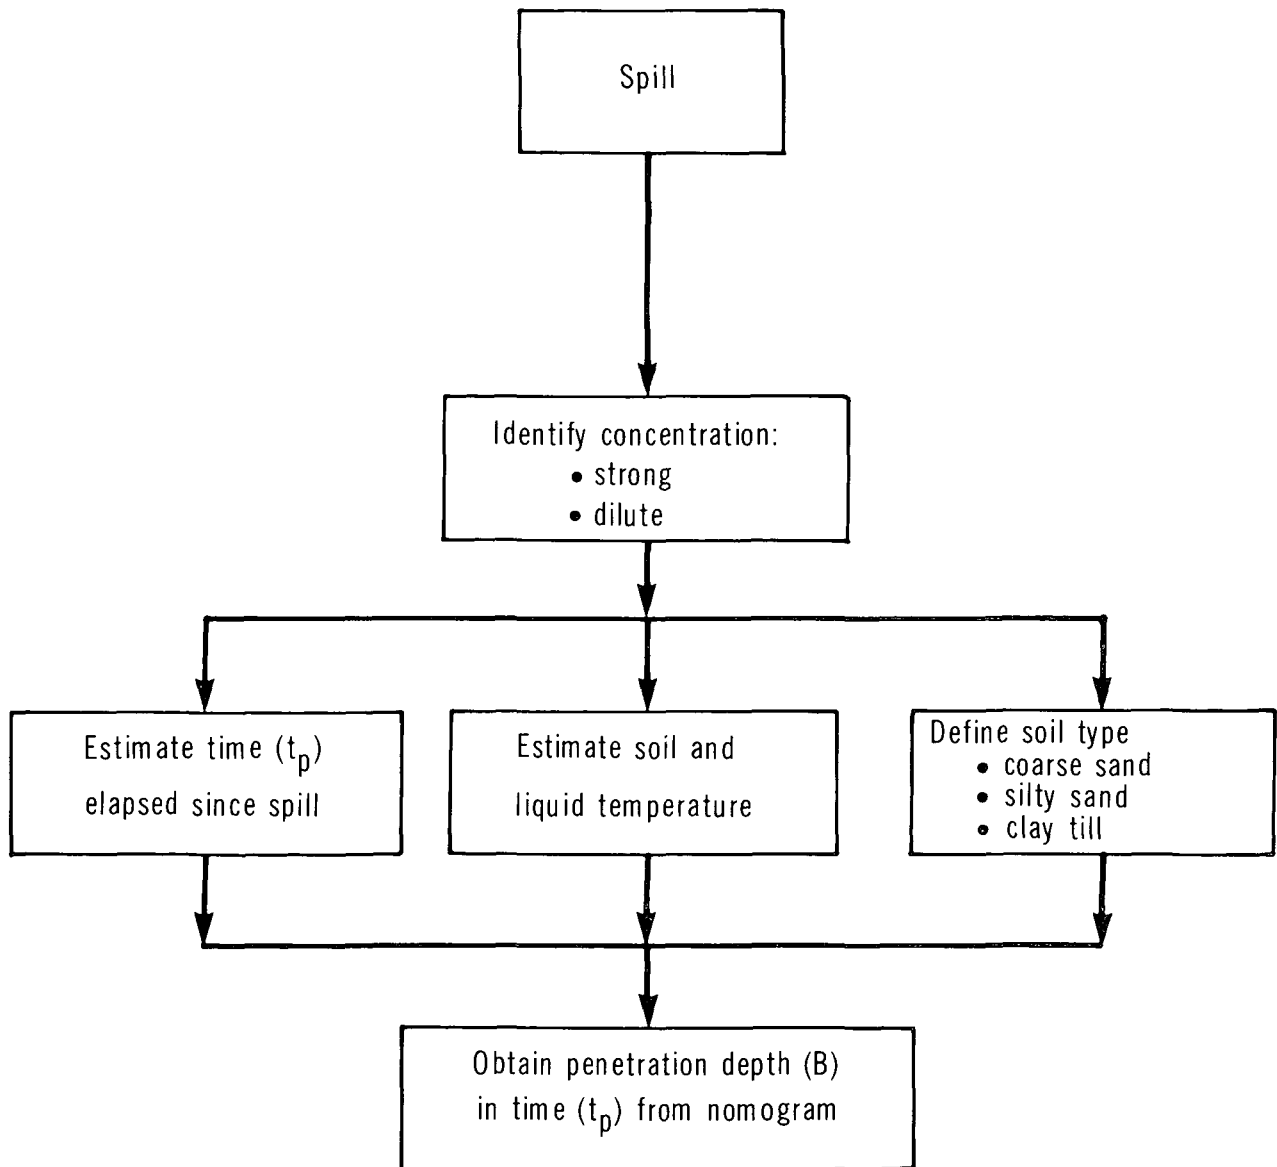 Spill
Identify concentration:
• strong
• dilute
Estimate time (tp)
elapsed since spill
Estimate soil and
liquid temperature
Define soil type
• coarse sand
• silty sand
• clay till
Obtain penetration depth (B)
in time (tp) from nomogram